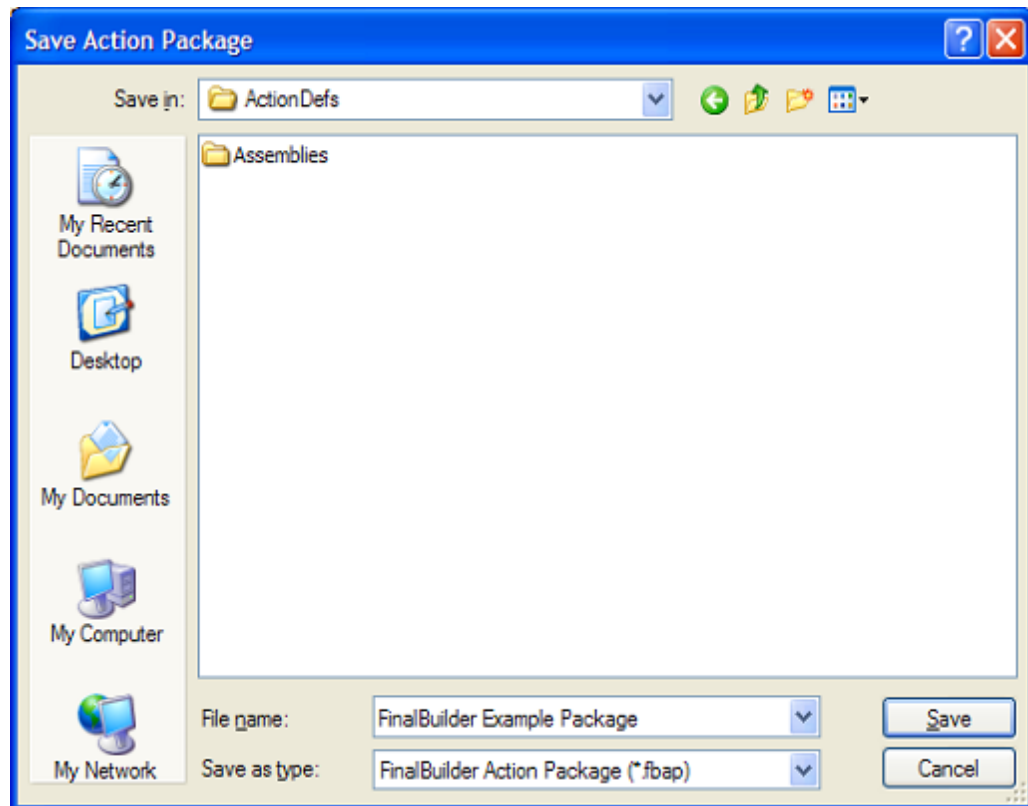 Save Action Package
Save in:
ActionDefs
Assemblies
My Recent
Documents
Desktop
My Documents
My Computer
My Network
File name:
FinalBuilder Example Package
Save
Save as type:
FinalBuilder Action Package (*.fbap)
Cancel